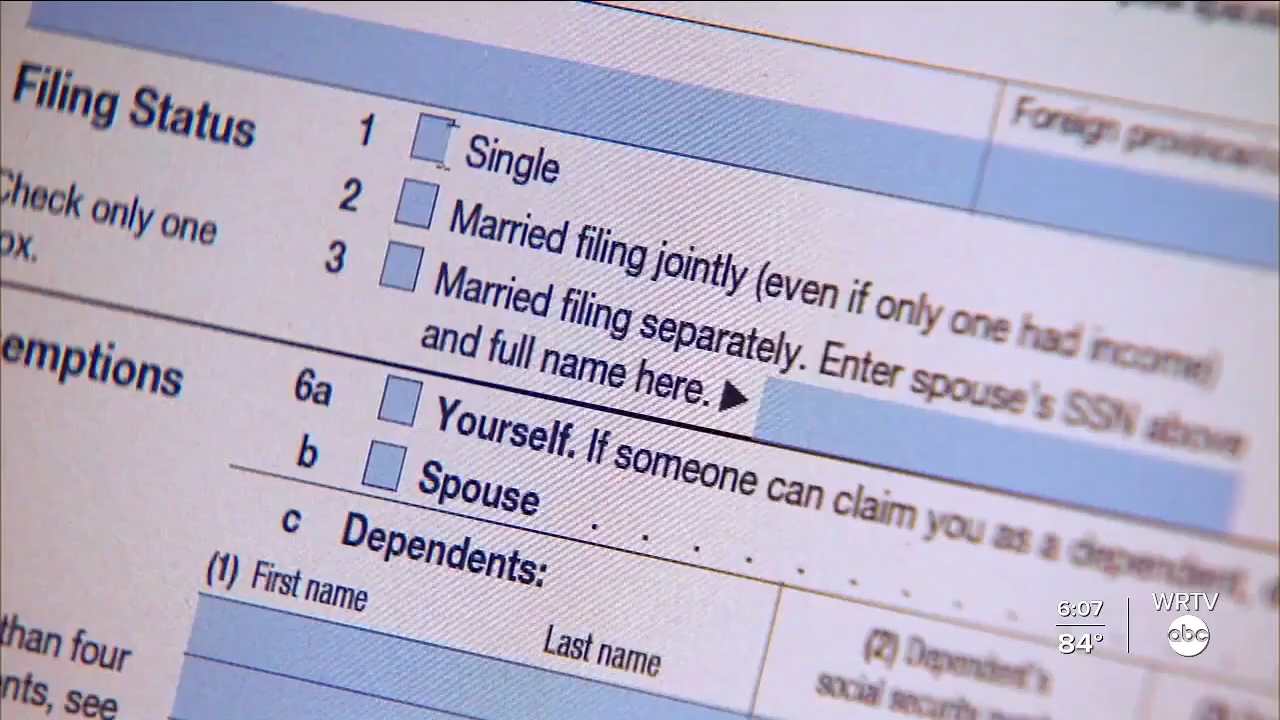 Foreign province
Filing Status
1 Single
Check only one
ox.
2 Married filing jointly (even if only one had income)
3 Married filing separately. Enter spouse's SSN above
and full name here. ▶
emptions
6a Yourself. If someone can claim you as a dependent,
b Spouse . . . . . . . .
c Dependents:
(1) First name Last name
(2) Dependent's
social security
than four
nts, see
6:07
84°
WRTV
abc